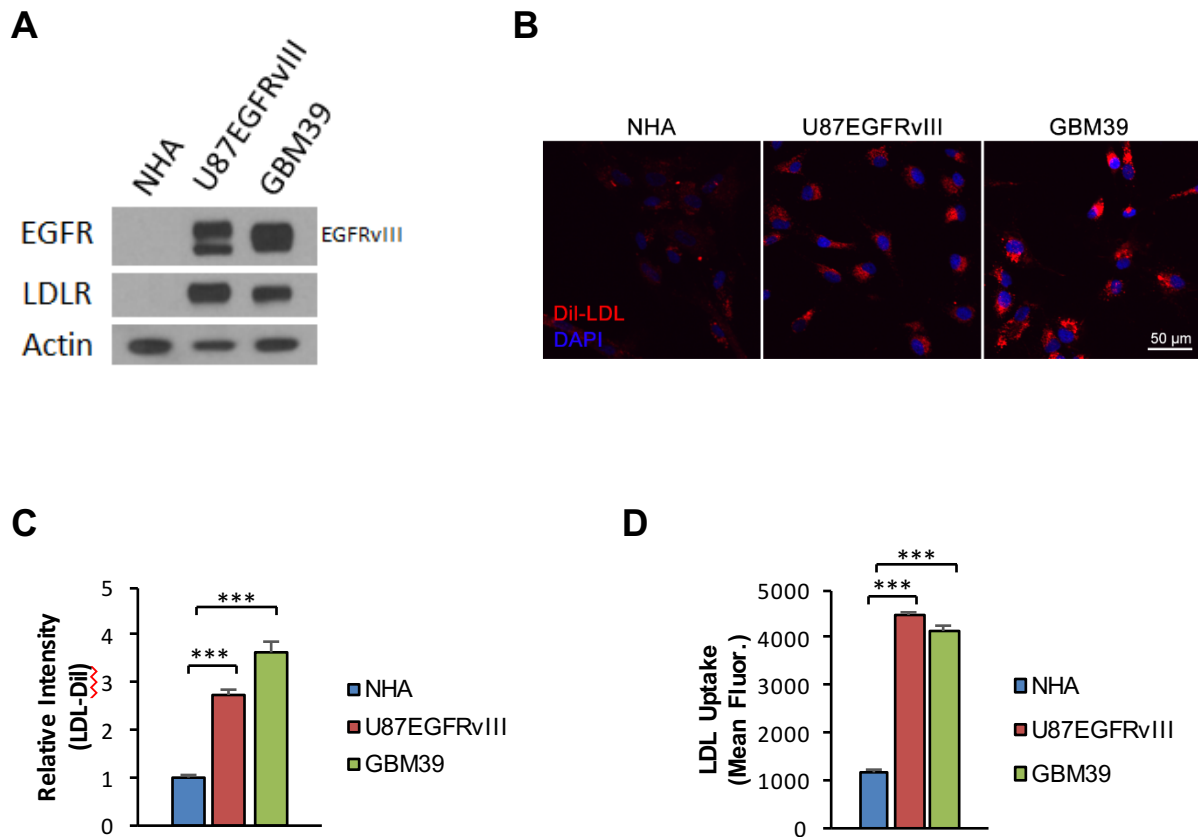 A
NHA
U87EGFRvIII
GBM39
EGFR
EGFRvIII
LDLR
Actin
B
NHA
U87EGFRvIII
GBM39
DiI-LDL
DAPI
50 µm
C
Relative Intensity
(LDL-DiI)
5
4
3
2
1
0
***
***
NHA
U87EGFRvIII
GBM39
D
LDL Uptake
(Mean Fluor.)
5000
4000
3000
2000
1000
0
***
***
NHA
U87EGFRvIII
GBM39